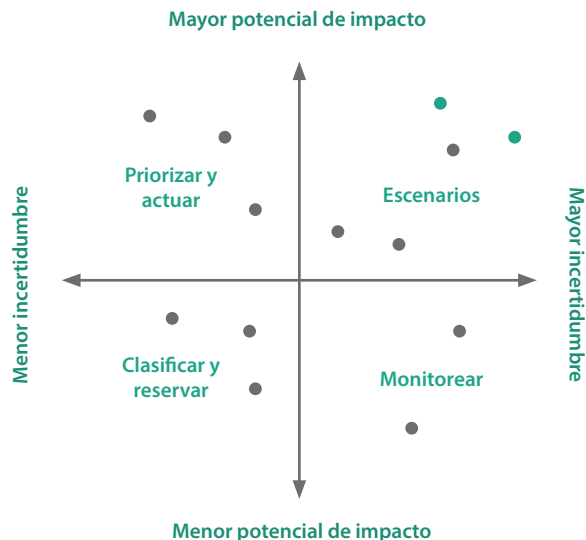 Mayor potencial de impacto
Priorizar y
actuar
Escenarios
Menor incertidumbre
Mayor incertidumbre
Clasificar y
reservar
Monitorear
Menor potencial de impacto